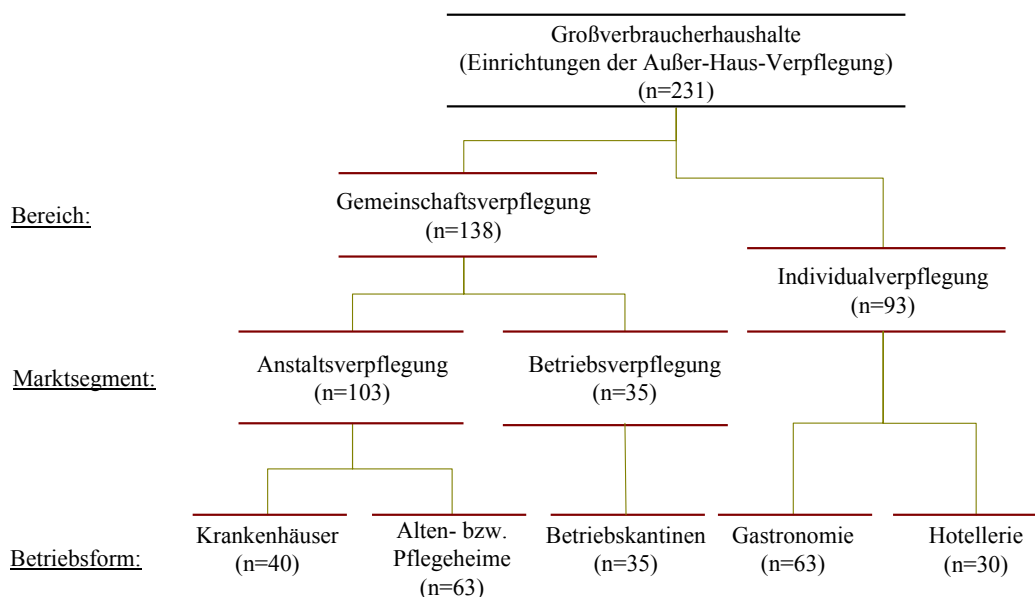 Großverbraucherhaushalte
(Einrichtungen der Außer-Haus-Verpflegung)
(n=231)
Bereich:
Gemeinschaftsverpflegung
(n=138)
Individualverpflegung
(n=93)
Marktsegment:
Anstaltsverpflegung
(n=103)
Betriebsverpflegung
(n=35)
Betriebsform:
Krankenhäuser
(n=40)
Alten- bzw.
Pflegeheime
(n=63)
Betriebskantinen
(n=35)
Gastronomie
(n=63)
Hotellerie
(n=30)